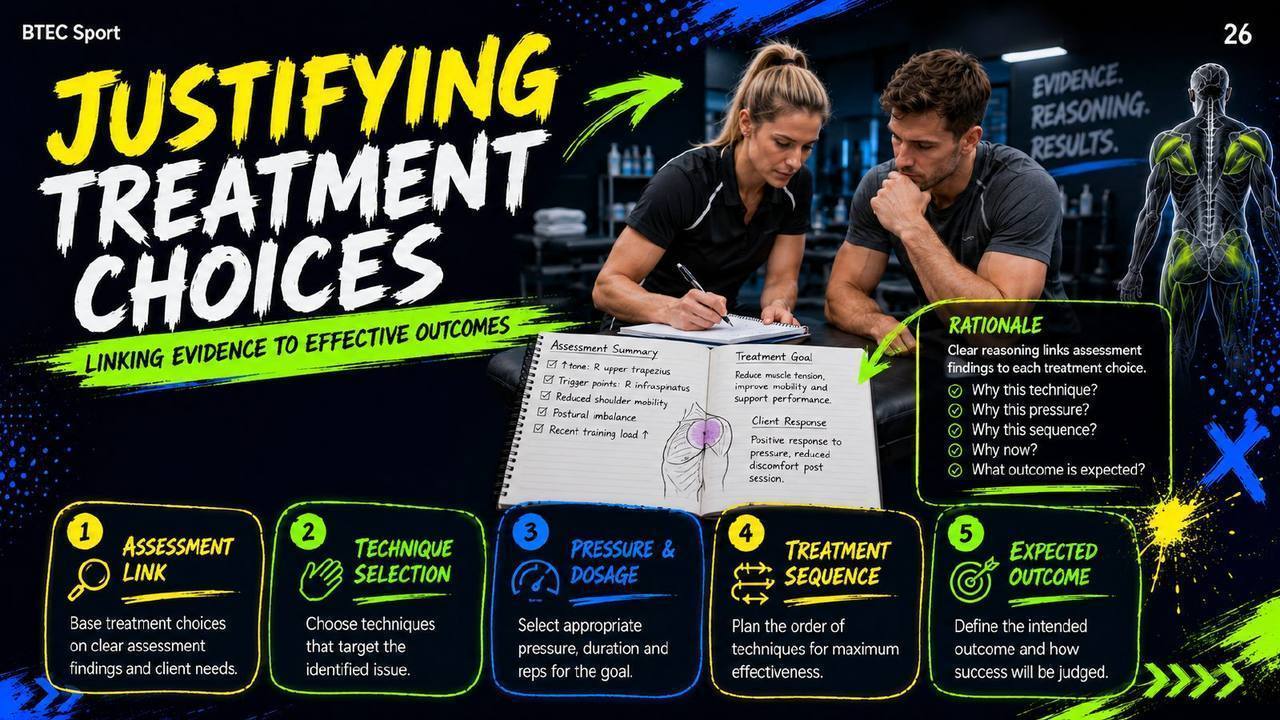 BTEC Sport
26
JUSTIFYING
TREATMENT
CHOICES
LINKING EVIDENCE TO EFFECTIVE OUTCOMES
EVIDENCE.
REASONING.
RESULTS.
Assessment Summary
↑ tone: R upper trapezius
Trigger points: R infraspinatus
Reduced shoulder mobility
Postural imbalance
Recent training load ↑
Treatment Goal
Reduce muscle tension,
improve mobility and
support performance.
Client Response
Positive response to
pressure, reduced
discomfort post
session.
RATIONALE
Clear reasoning links assessment
findings to each treatment choice.
Why this technique?
Why this pressure?
Why this sequence?
Why now?
What outcome is expected?
1
ASSESSMENT
LINK
Base treatment choices
on clear assessment
findings and client needs.
2
TECHNIQUE
SELECTION
Choose techniques
that target the
identified issue.
3
PRESSURE &
DOSAGE
Select appropriate
pressure, duration and
reps for the goal.
4
TREATMENT
SEQUENCE
Plan the order of
techniques for maximum
effectiveness.
5
EXPECTED
OUTCOME
Define the intended
outcome and how
success will be judged.